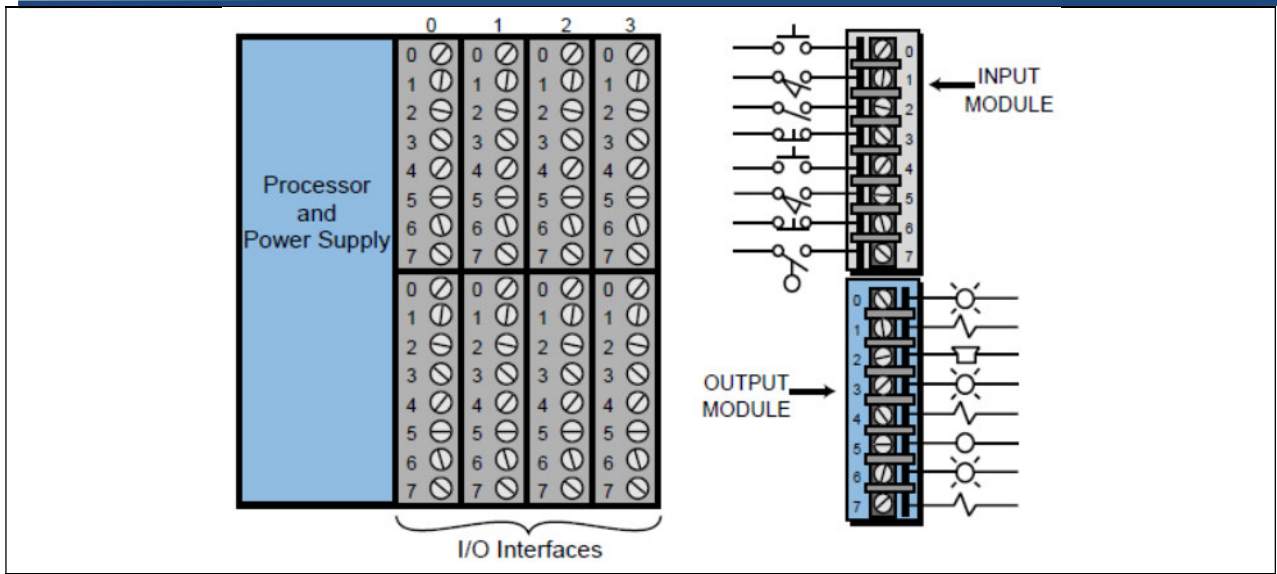 0 1 2 3
Processor
and
Power Supply
0 0 0 0
1 1 1 1
2 2 2 2
3 3 3 3
4 4 4 4
5 5 5 5
6 6 6 6
7 7 7 7
0 0 0 0
1 1 1 1
2 2 2 2
3 3 3 3
4 4 4 4
5 5 5 5
6 6 6 6
7 7 7 7
I/O Interfaces
0
1
2
3
4
5
6
7
INPUT
MODULE
OUTPUT
MODULE
0
1
2
3
4
5
6
7